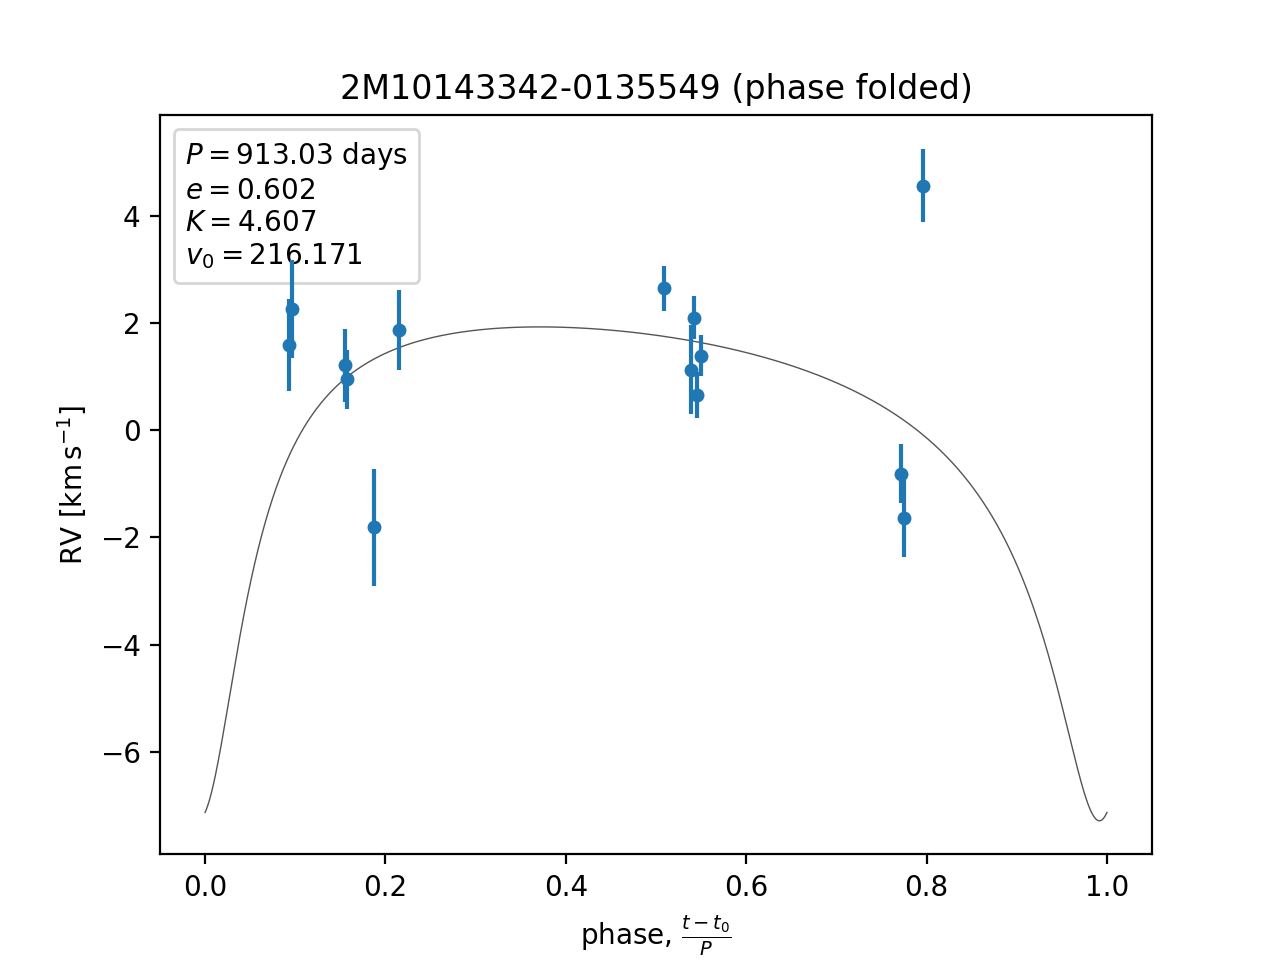 2M10143342-0135549 (phase folded)
P = 913.03 days
e = 0.602
K = 4.607
v₀ = 216.171
RV [km s⁻¹]
4
2
0
−2
−4
−6
0.0 0.2 0.4 0.6 0.8 1.0
phase, (t − t₀)/P